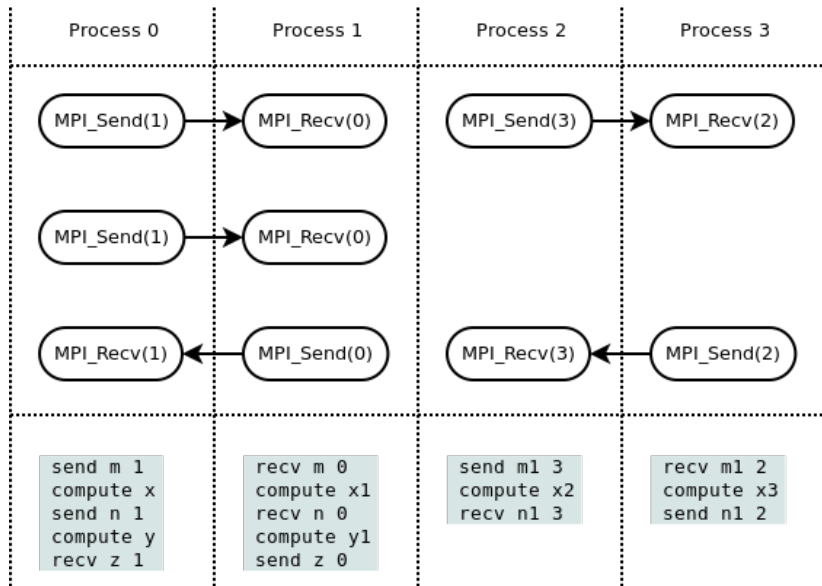 Process 0 Process 1 Process 2 Process 3
MPI_Send(1) MPI_Recv(0) MPI_Send(3) MPI_Recv(2)
MPI_Send(1) MPI_Recv(0)
MPI_Recv(1) MPI_Send(0) MPI_Recv(3) MPI_Send(2)
send m 1
compute x
send n 1
compute y
recv z 1
recv m 0
compute x1
recv n 0
compute y1
send z 0
send m1 3
compute x2
recv n1 3
recv m1 2
compute x3
send n1 2